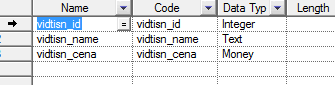 Name Code Data Typ Length
vidtisn_id = vidtisn_id Integer
2 vidtisn_name vidtisn_name Text
3 vidtisn_cena vidtisn_cena Money